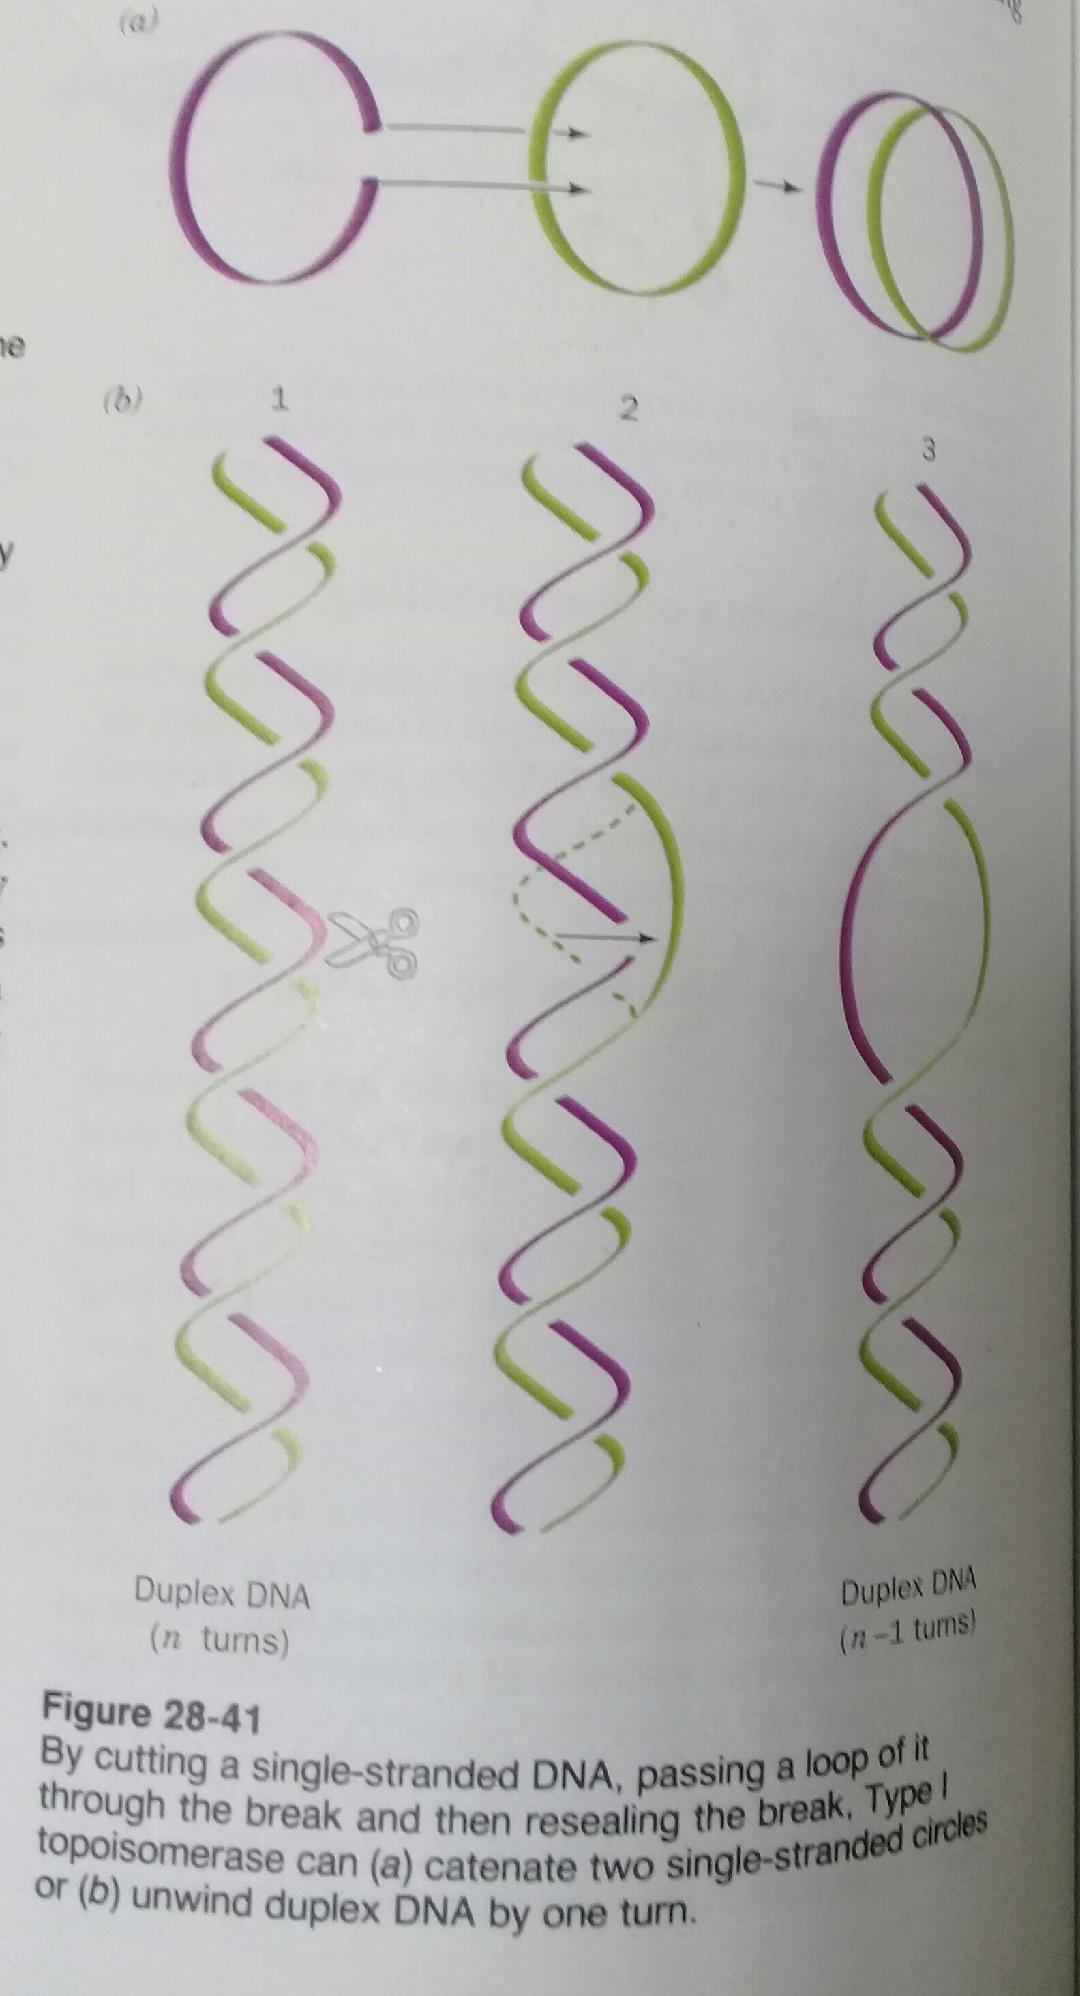 (a)
(b)
1
2
3
Duplex DNA
(n turns)
Duplex DNA
(n–1 turns)
Figure 28-41
By cutting a single-stranded DNA, passing a loop of it
through the break and then resealing the break, Type I
topoisomerase can (a) catenate two single-stranded circles
or (b) unwind duplex DNA by one turn.